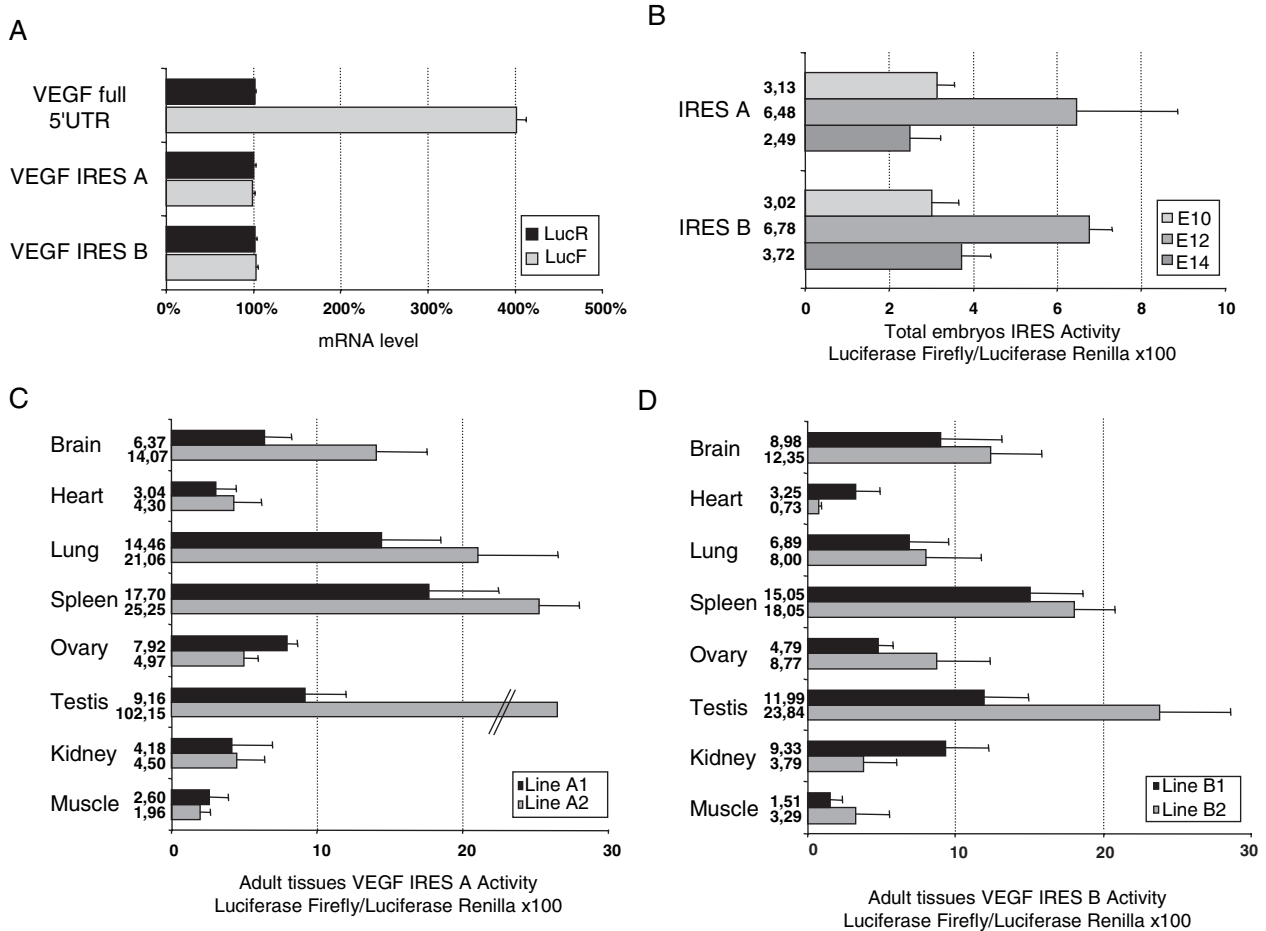 A
VEGF full
5'UTR
VEGF IRES A
VEGF IRES B
LucR
LucF
0% 100% 200% 300% 400% 500%
mRNA level
B
IRES A
3,13
6,48
2,49
IRES B
3,02
6,78
3,72
E10
E12
E14
0 2 4 6 8 10
Total embryos IRES Activity
Luciferase Firefly/Luciferase Renilla x100
C
Brain 6,37
14,07
Heart 3,04
4,30
Lung 14,46
21,06
Spleen 17,70
25,25
Ovary 7,92
4,97
Testis 9,16
102,15
Kidney 4,18
4,50
Muscle 2,60
1,96
Line A1
Line A2
0 10 20 30
Adult tissues VEGF IRES A Activity
Luciferase Firefly/Luciferase Renilla x100
D
Brain 8,98
12,35
Heart 3,25
0,73
Lung 6,89
8,00
Spleen 15,05
18,05
Ovary 4,79
8,77
Testis 11,99
23,84
Kidney 9,33
3,79
Muscle 1,51
3,29
Line B1
Line B2
0 10 20 30
Adult tissues VEGF IRES B Activity
Luciferase Firefly/Luciferase Renilla x100